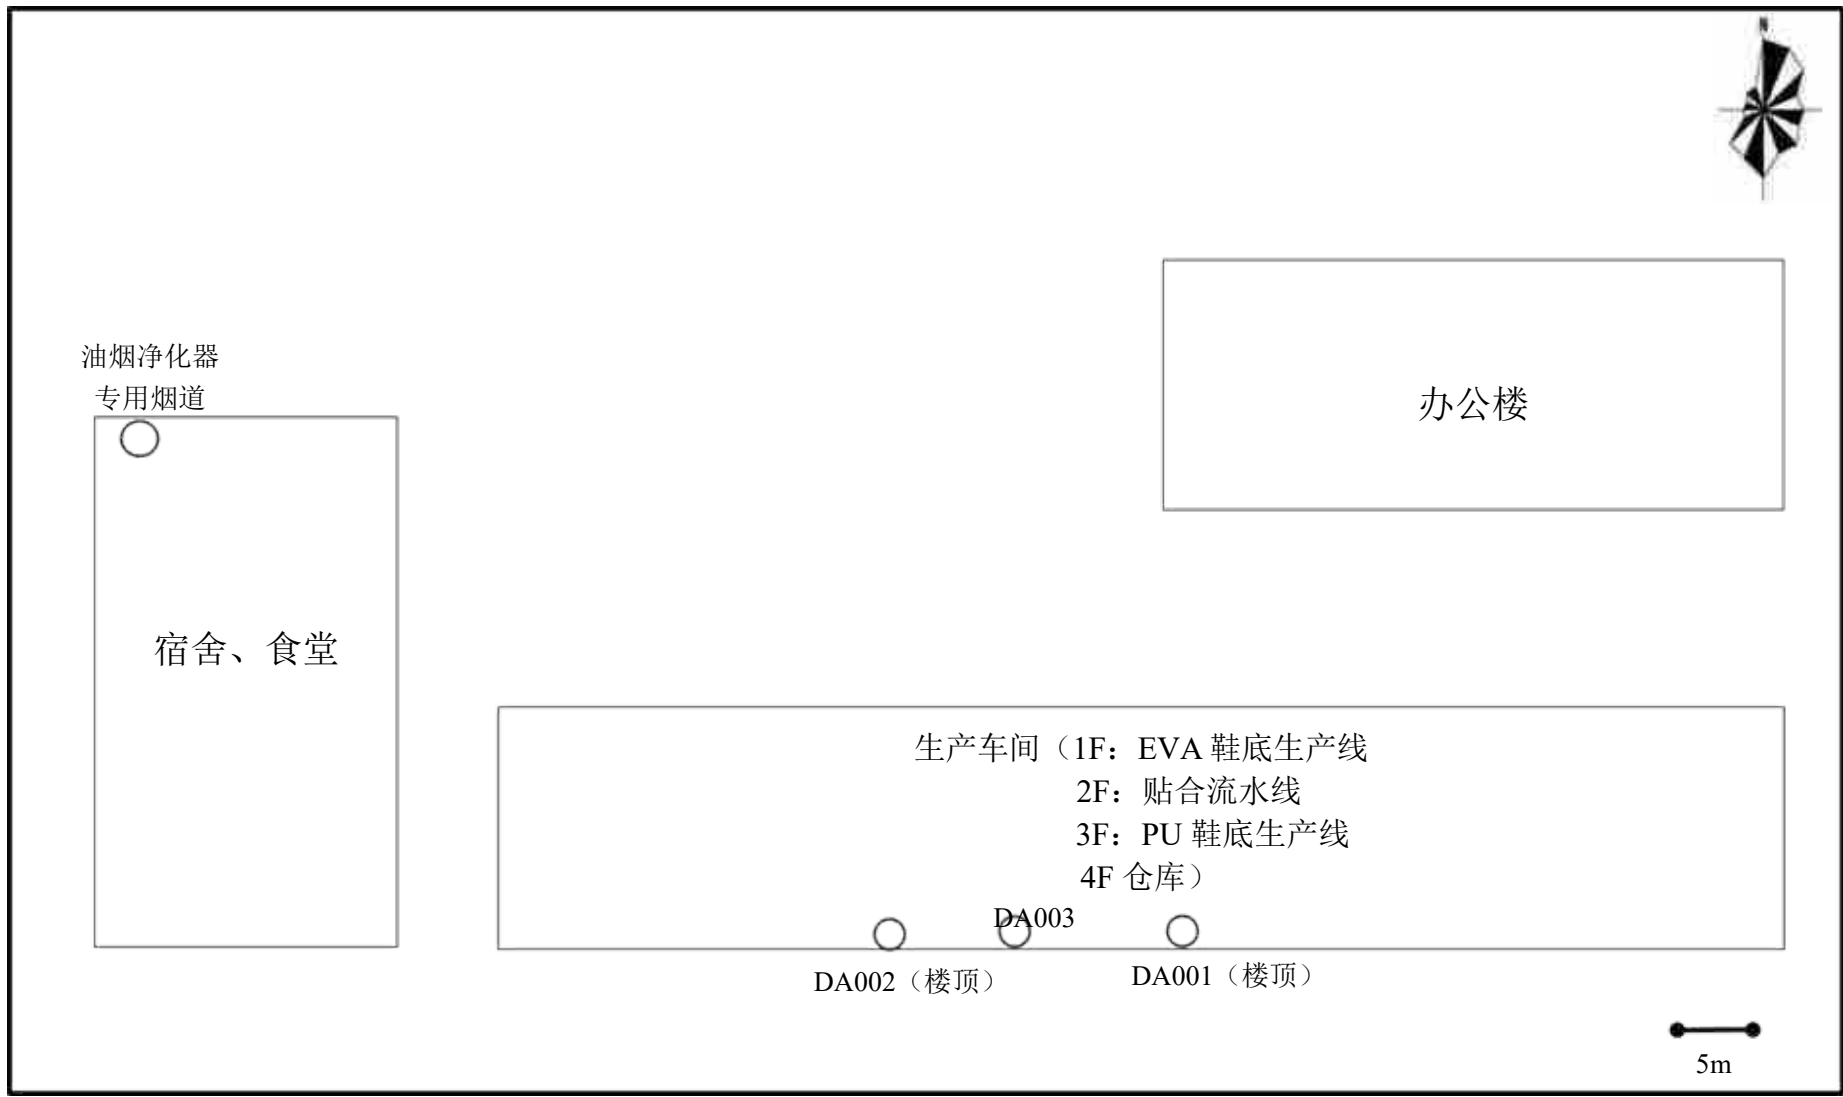 N
油烟净化器
专用烟道
办公楼
宿舍、食堂
生产车间（1F：EVA 鞋底生产线
2F：贴合流水线
3F：PU 鞋底生产线
4F 仓库）
DA003
DA002（楼顶）
DA001（楼顶）
5m